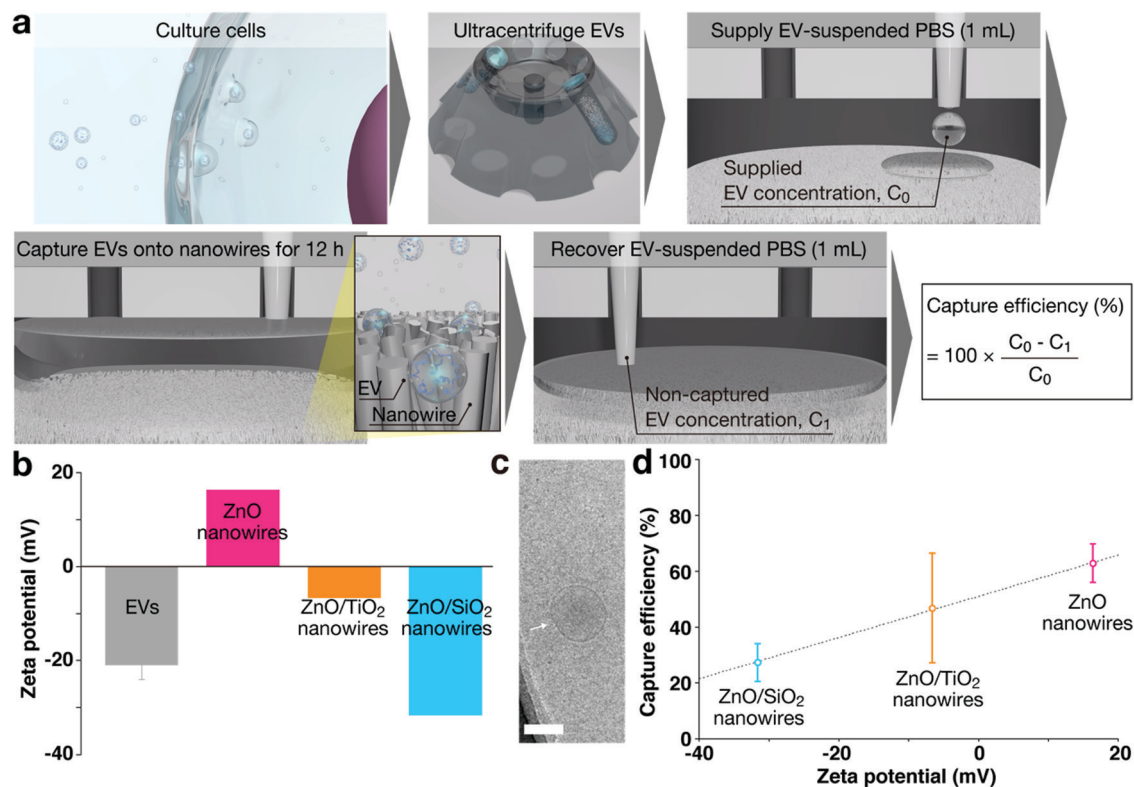 a
Culture cells
Ultracentrifuge EVs
Supply EV-suspended PBS (1 mL)
Supplied
EV concentration, C₀
Capture EVs onto nanowires for 12 h
EV
Nanowire
Recover EV-suspended PBS (1 mL)
Non-captured
EV concentration, C₁
Capture efficiency (%)
= 100 × (C₀ - C₁) / C₀
b
Zeta potential (mV)
20
0
-20
-40
EVs
ZnO
nanowires
ZnO/TiO₂
nanowires
ZnO/SiO₂
nanowires
c
d
Capture efficiency (%)
100
80
60
40
20
0
ZnO/SiO₂
nanowires
ZnO/TiO₂
nanowires
ZnO
nanowires
-40
-20
0
20
Zeta potential (mV)